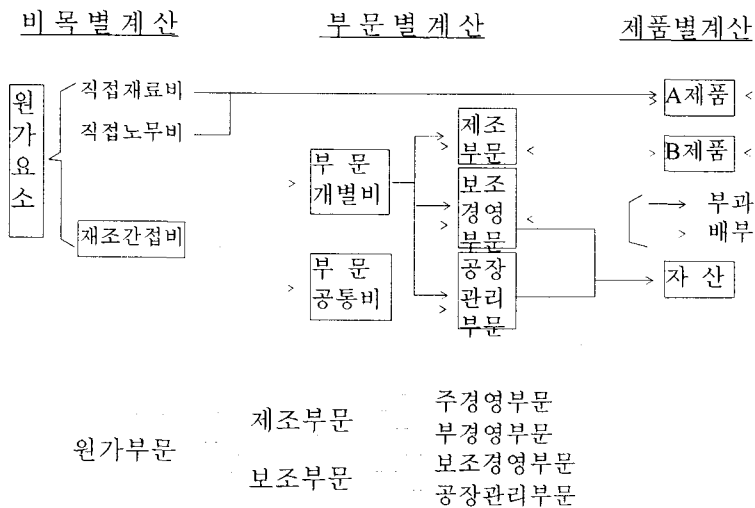 비목별계산 부문별계산 제품별계산
원가요소
직접재료비
직접노무비
재조간접비
부문
개별비
부문
공통비
제조
부문
보조
경영
부문
공장
관리
부문
A제품
B제품
부과
배부
자산
원가부문
제조부문
보조부문
주경영부문
부경영부문
보조경영부문
공장관리부문